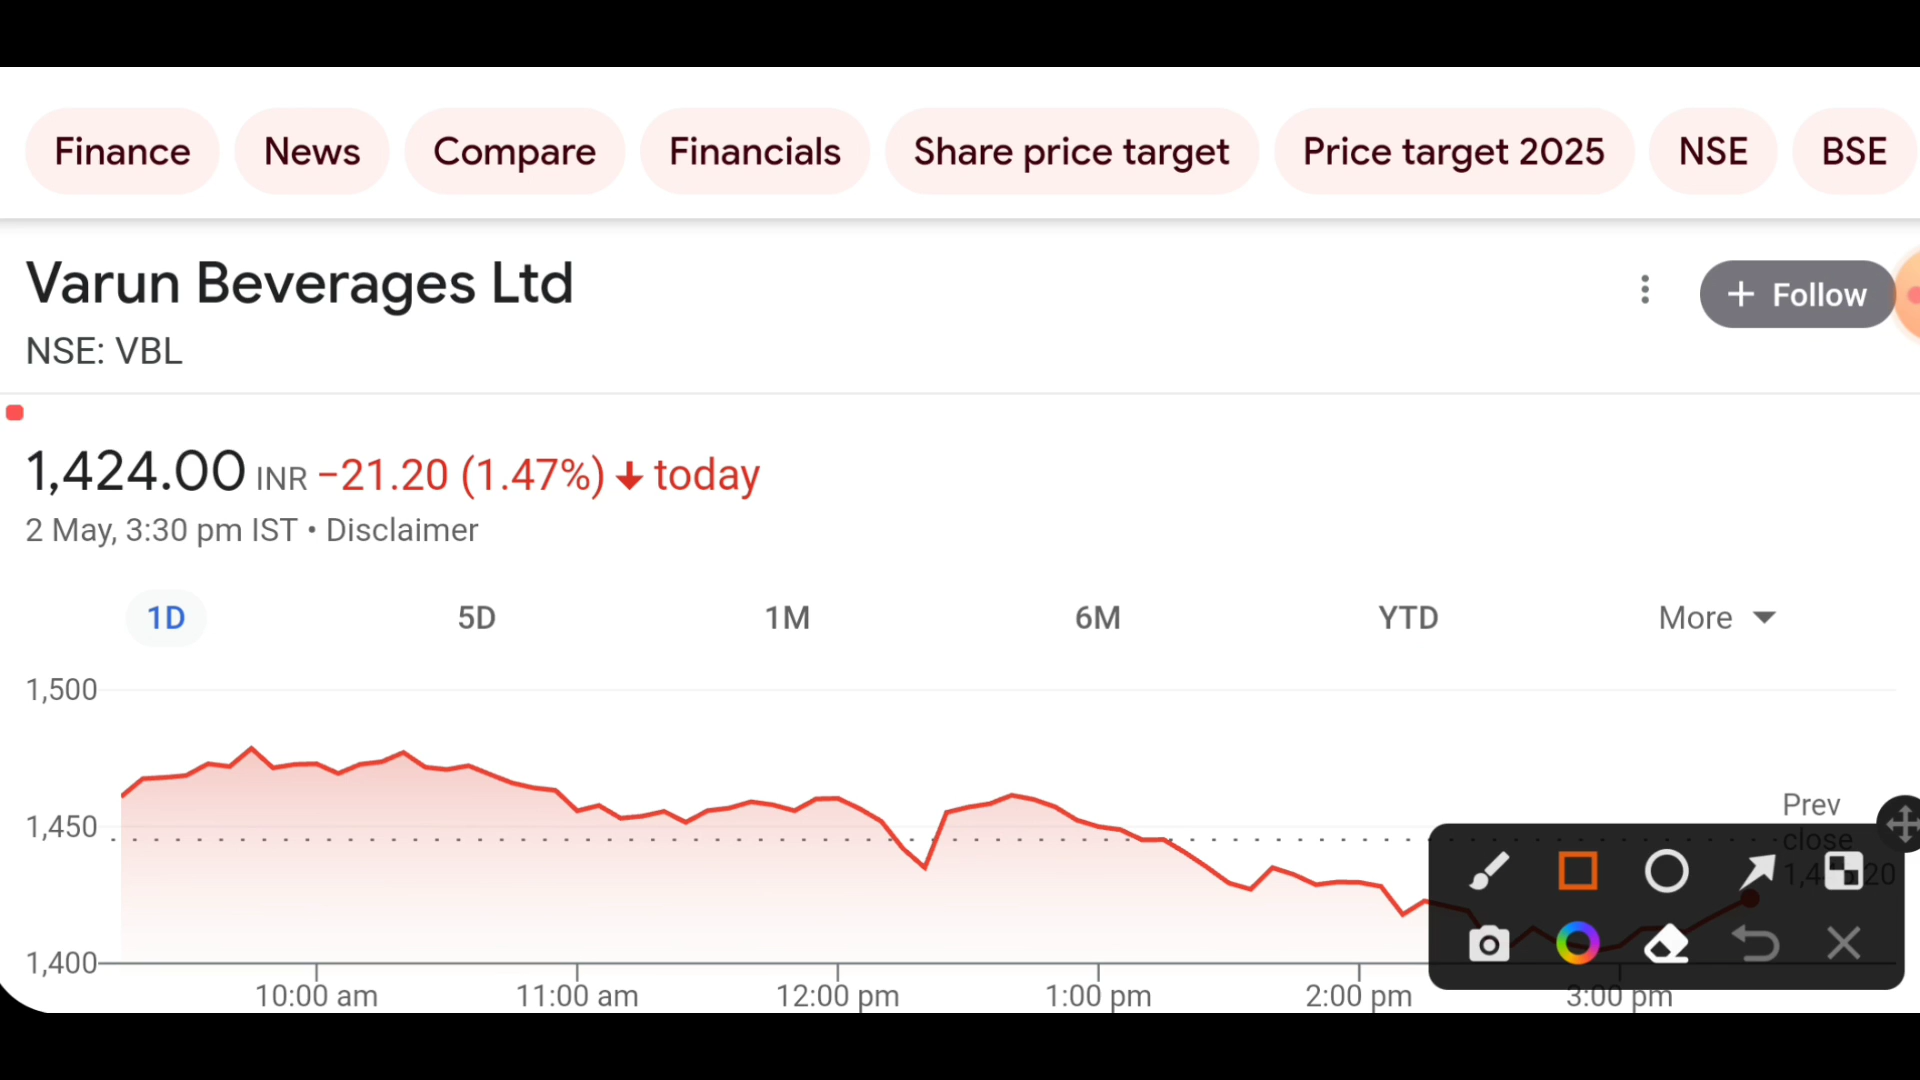 Finance News Compare Financials Share price target Price target 2025 NSE BSE
Varun Beverages Ltd
+ Follow
NSE: VBL
1,424.00 INR −21.20 (1.47%) ↓ today
2 May, 3:30 pm IST • Disclaimer
1D 5D 1M 6M YTD More
1,500
1,450
1,400
Prev
close
10:00 am 11:00 am 12:00 pm 1:00 pm 2:00 pm 3:00 pm